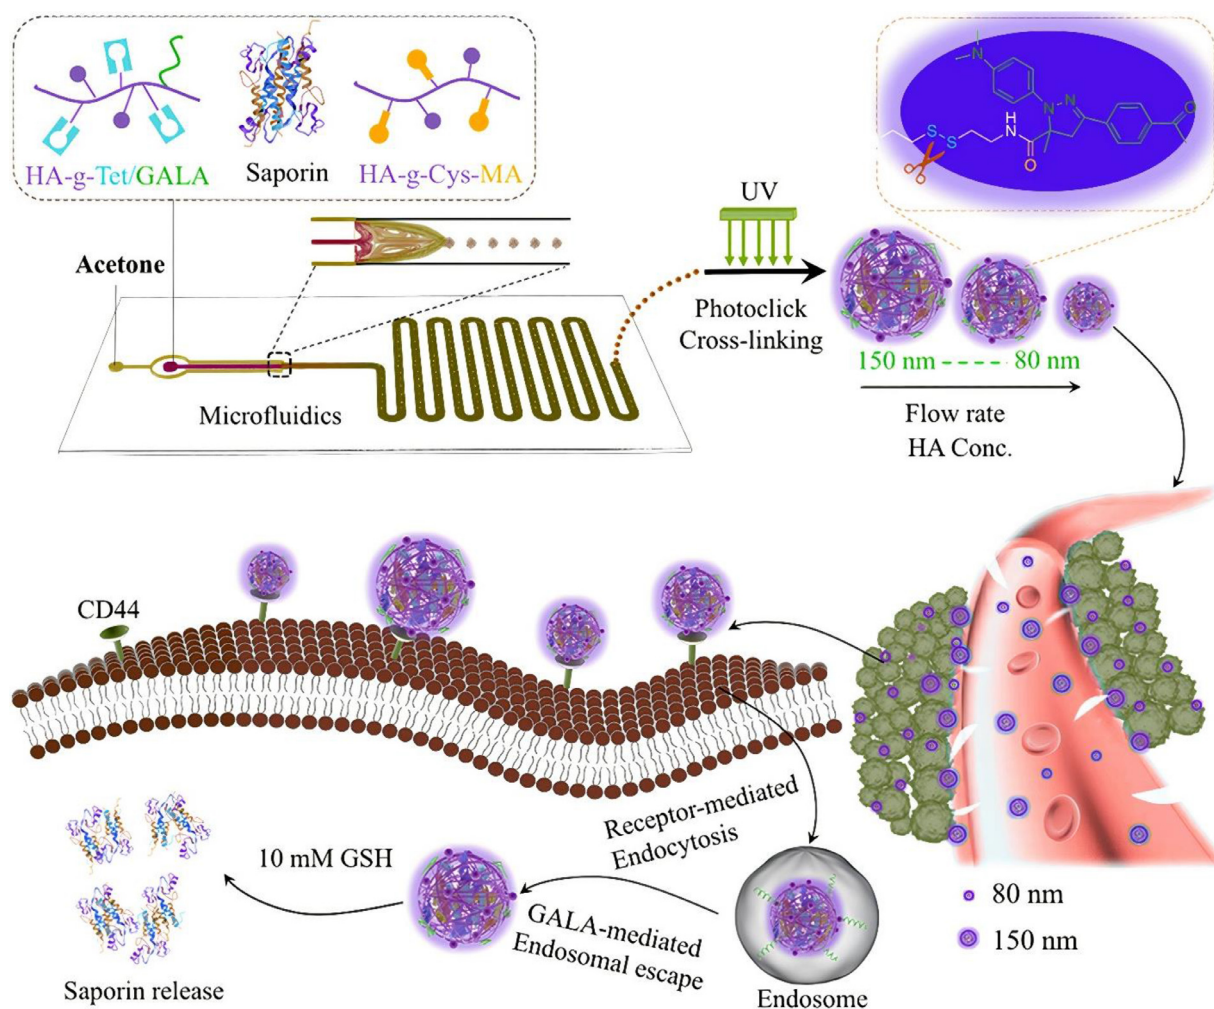 HA-g-Tet/GALA
Saporin
HA-g-Cys-MA
N
N
N
S
S
H
N
O
O
Acetone
UV
Photoclick
Cross-linking
Microfluidics
150 nm
80 nm
Flow rate
HA Conc.
CD44
Receptor-mediated
Endocytosis
10 mM GSH
GALA-mediated
Endosomal escape
Saporin release
Endosome
80 nm
150 nm